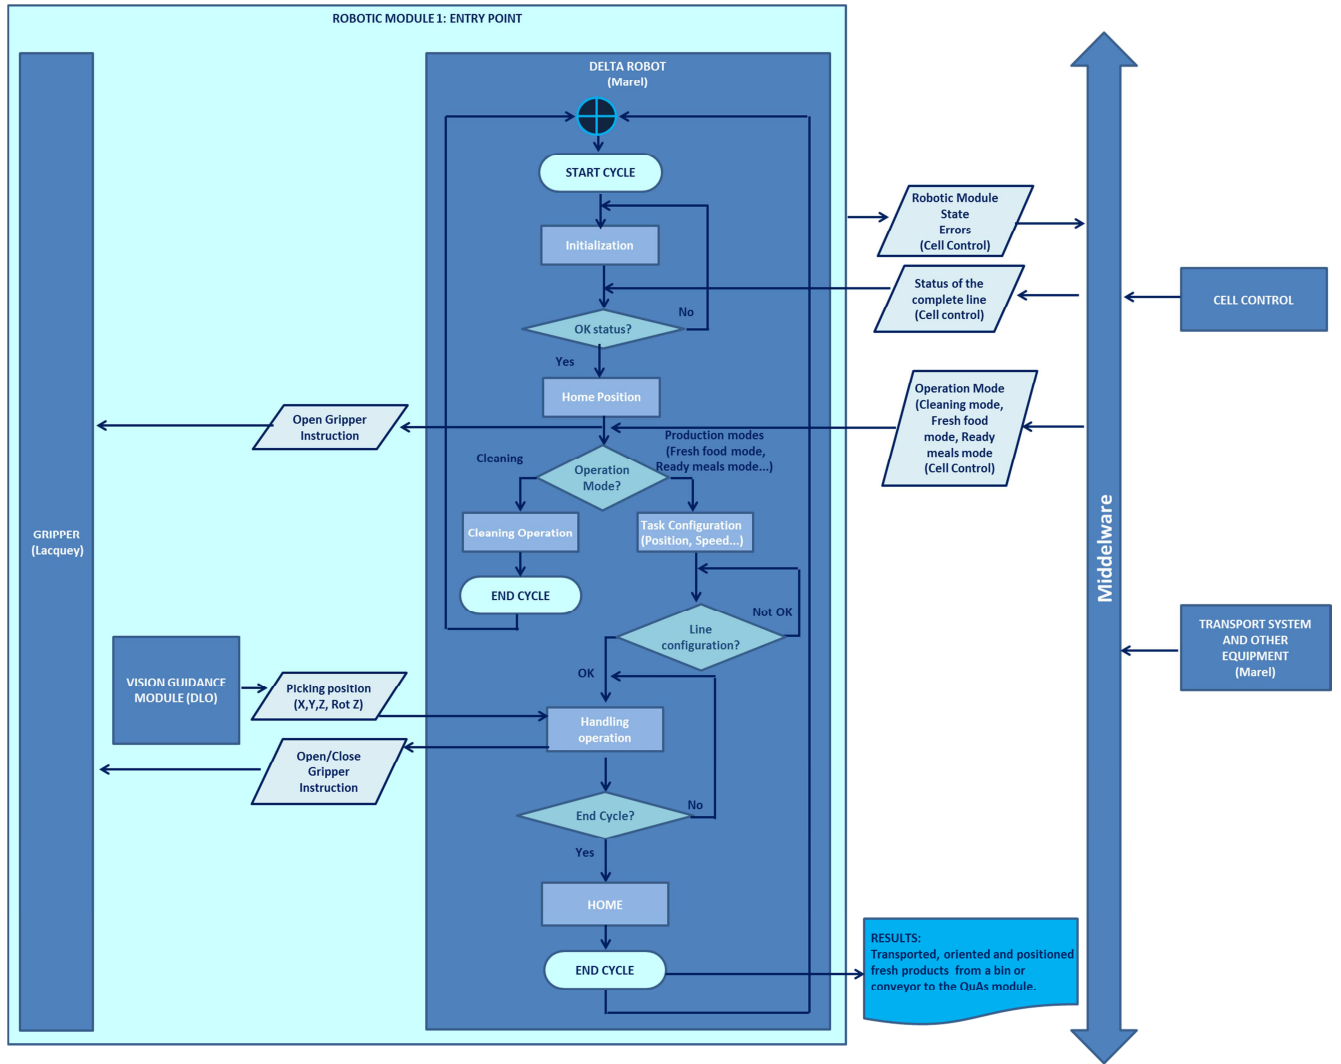 ROBOTIC MODULE 1: ENTRY POINT
DELTA ROBOT
(Marel)
START CYCLE
Initialization
OK status?
No
Yes
Home Position
Robotic Module
State
Errors
(Cell Control)
Status of the
complete line
(Cell control)
CELL CONTROL
Operation Mode
(Cleaning mode,
Fresh food
mode, Ready
meals mode
(Cell Control)
Open Gripper
Instruction
Production modes
(Fresh food mode,
Ready meals mode...)
Cleaning
Operation
Mode?
Cleaning Operation
Task Configuration
(Position, Speed...)
END CYCLE
GRIPPER
(Lacquey)
Middelware
Not OK
Line
configuration?
OK
TRANSPORT SYSTEM
AND OTHER
EQUIPMENT
(Marel)
VISION GUIDANCE
MODULE (DLO)
Picking position
(X,Y,Z, Rot Z)
Handling
operation
Open/Close
Gripper
Instruction
End Cycle?
No
Yes
HOME
END CYCLE
RESULTS:
Transported, oriented and positioned
fresh products from a bin or
conveyor to the QuAs module.